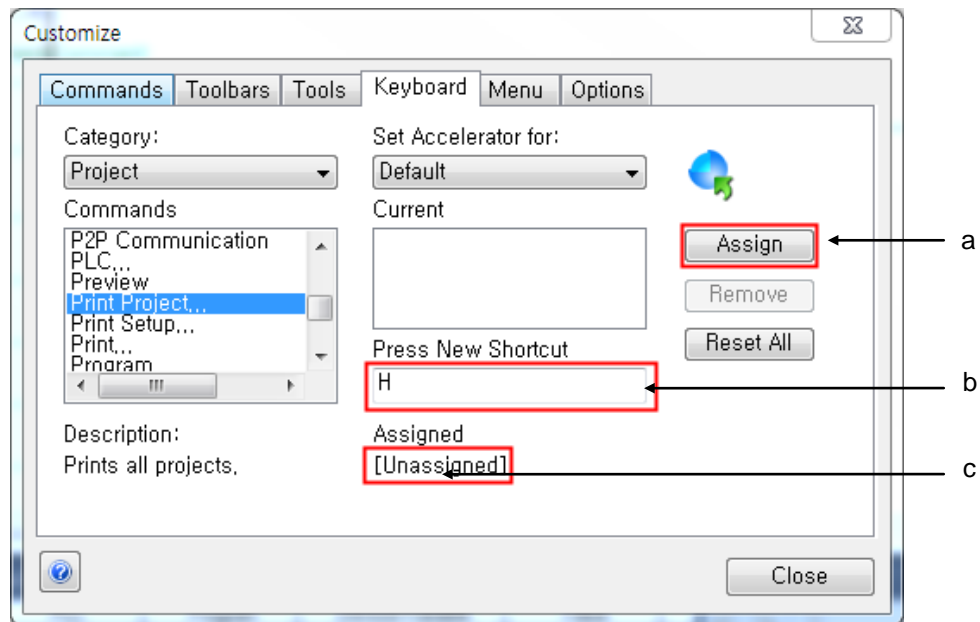 Customize
Commands Toolbars Tools Keyboard Menu Options
Category: Set Accelerator for:
Project Default
Commands Current
P2P Communication
PLC...
Preview
Print Project...
Print Setup...
Print...
Program
Assign a
Remove
Reset All
Press New Shortcut
H b
Description: Assigned
Prints all projects. [Unassigned] c
Close